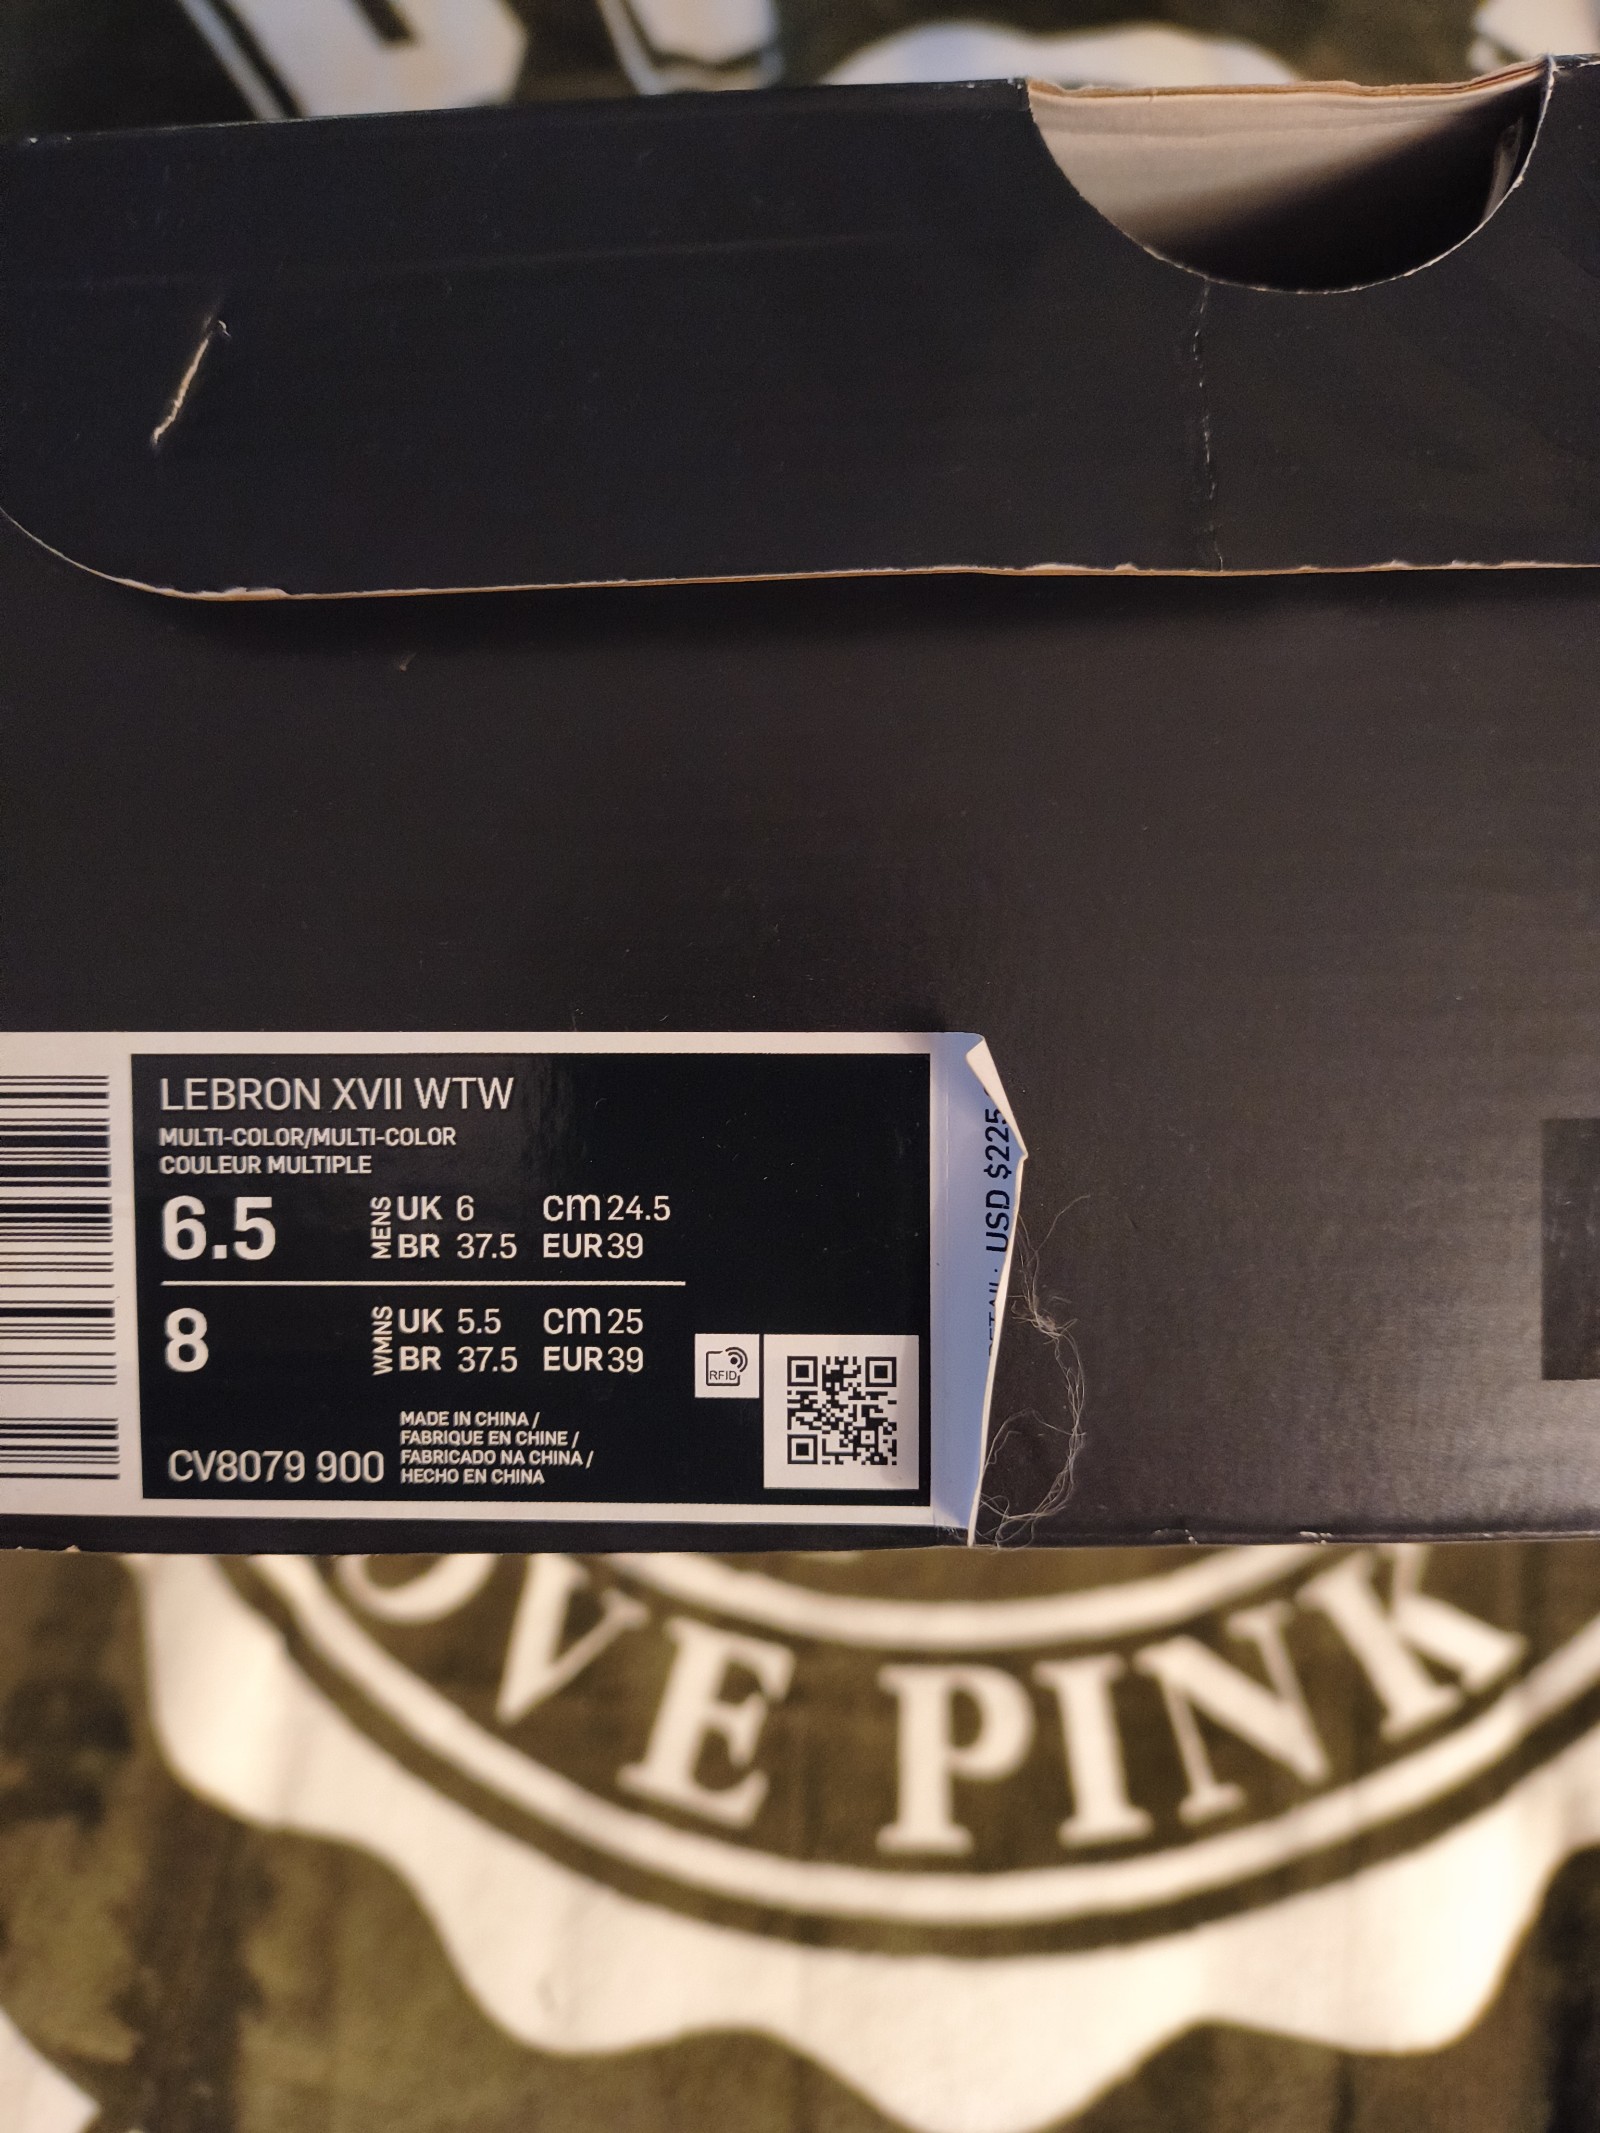 LEBRON XVII WTW
MULTI-COLOR/MULTI-COLOR
COULEUR MULTIPLE
6.5 MENS UK 6 cm 24.5
BR 37.5 EUR 39
8 WMNS UK 5.5 cm 25
BR 37.5 EUR 39
RFID
CV8079 900
MADE IN CHINA /
FABRIQUE EN CHINE /
FABRICADO NA CHINA /
HECHO EN CHINA
USD $225
PINK